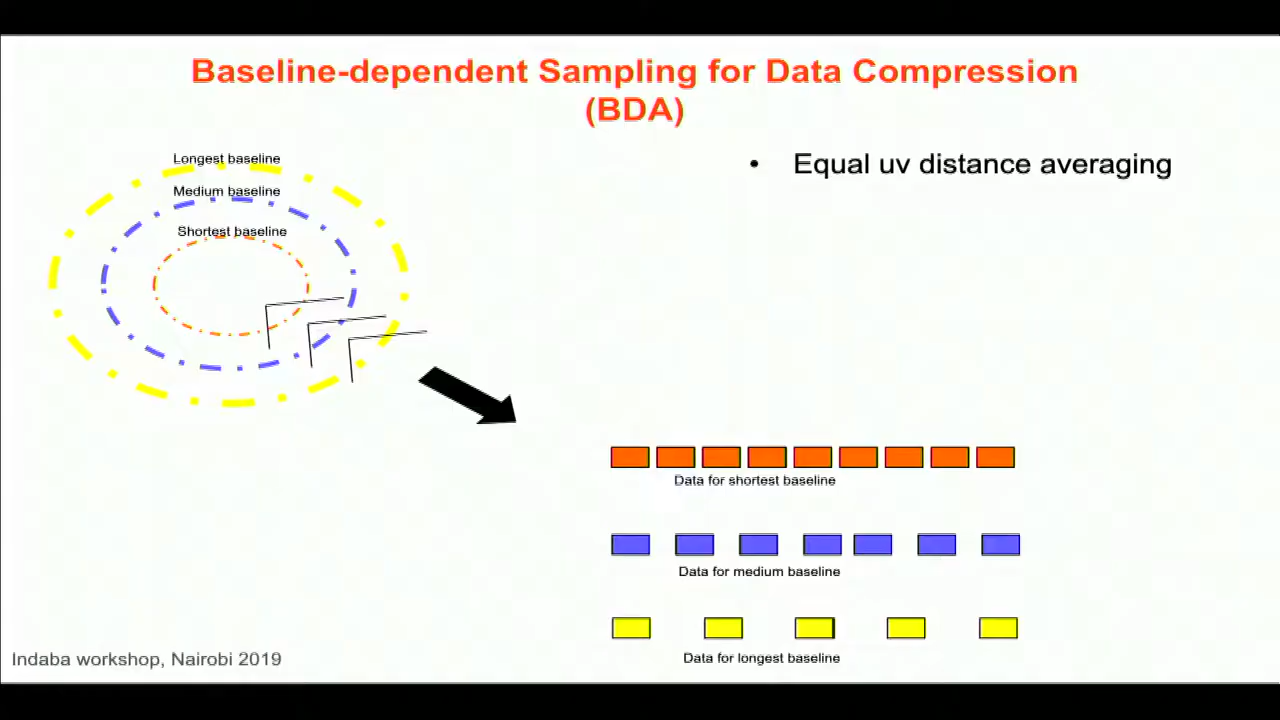 Baseline-dependent Sampling for Data Compression
(BDA)
Longest baseline
Medium baseline
Shortest baseline
• Equal uv distance averaging
Data for shortest baseline
Data for medium baseline
Data for longest baseline
Indaba workshop, Nairobi 2019